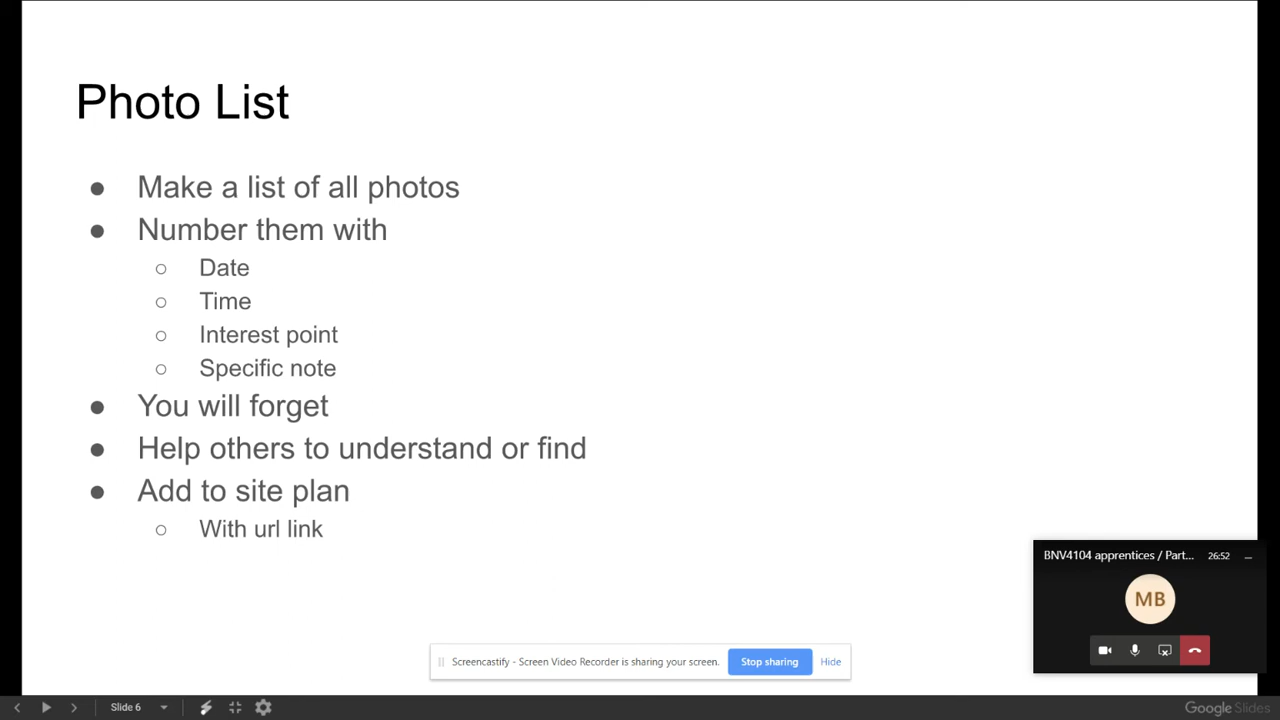 Photo List
● Make a list of all photos
● Number them with
○ Date
○ Time
○ Interest point
○ Specific note
● You will forget
● Help others to understand or find
● Add to site plan
○ With url link
BNV4104 apprentices / Part... 26:52
MB
Screencastify - Screen Video Recorder is sharing your screen. Stop sharing Hide
Slide 6
Google Slides